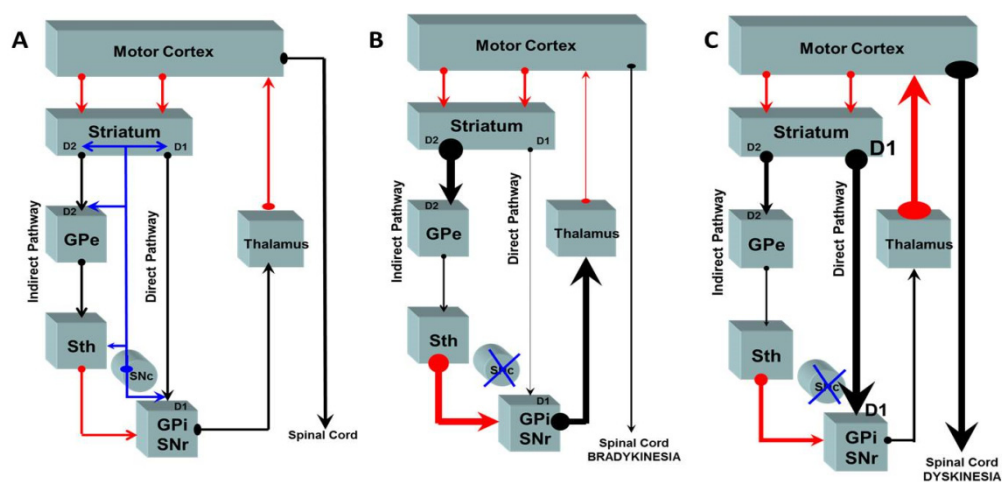 A
Motor Cortex
Striatum
D2
D1
D2
GPe
Indirect Pathway
Direct Pathway
Thalamus
Sth
SNc
D1
GPi
SNr
Spinal Cord
B
Motor Cortex
Striatum
D2
D1
D2
GPe
Indirect Pathway
Direct Pathway
Thalamus
Sth
SNc
D1
GPi
SNr
Spinal Cord
BRADYKINESIA
C
Motor Cortex
Striatum
D2
D1
D2
GPe
Indirect Pathway
Direct Pathway
Thalamus
Sth
SNc
D1
GPi
SNr
Spinal Cord
DYSKINESIA